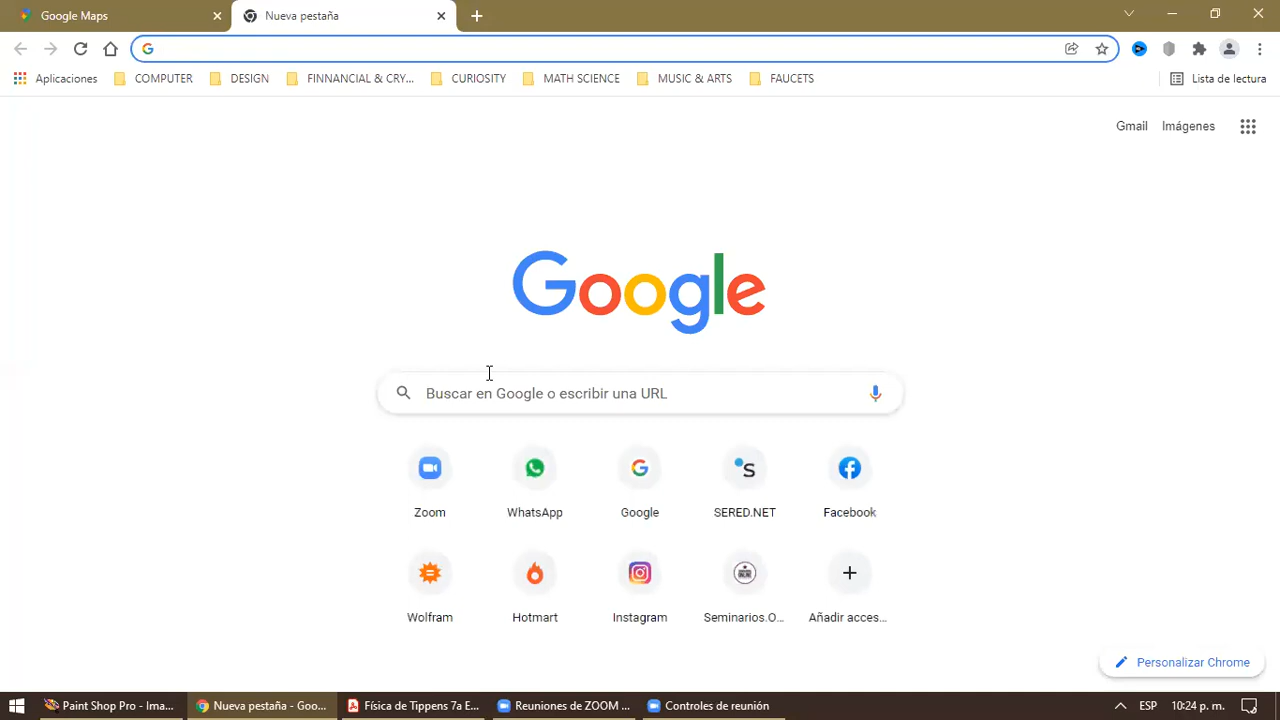 Google Maps
Nueva pestaña
Aplicaciones
COMPUTER
DESIGN
FINNANCIAL & CRY...
CURIOSITY
MATH SCIENCE
MUSIC & ARTS
FAUCETS
Lista de lectura
Gmail
Imágenes
Google
Buscar en Google o escribir una URL
Zoom
WhatsApp
Google
SERED.NET
Facebook
Wolfram
Hotmart
Instagram
Seminarios.O...
Añadir acces...
Personalizar Chrome
Paint Shop Pro - Ima...
Nueva pestaña - Goo...
Física de Tippens 7a E...
Reuniones de ZOOM ...
Controles de reunión
ESP
10:24 p. m.